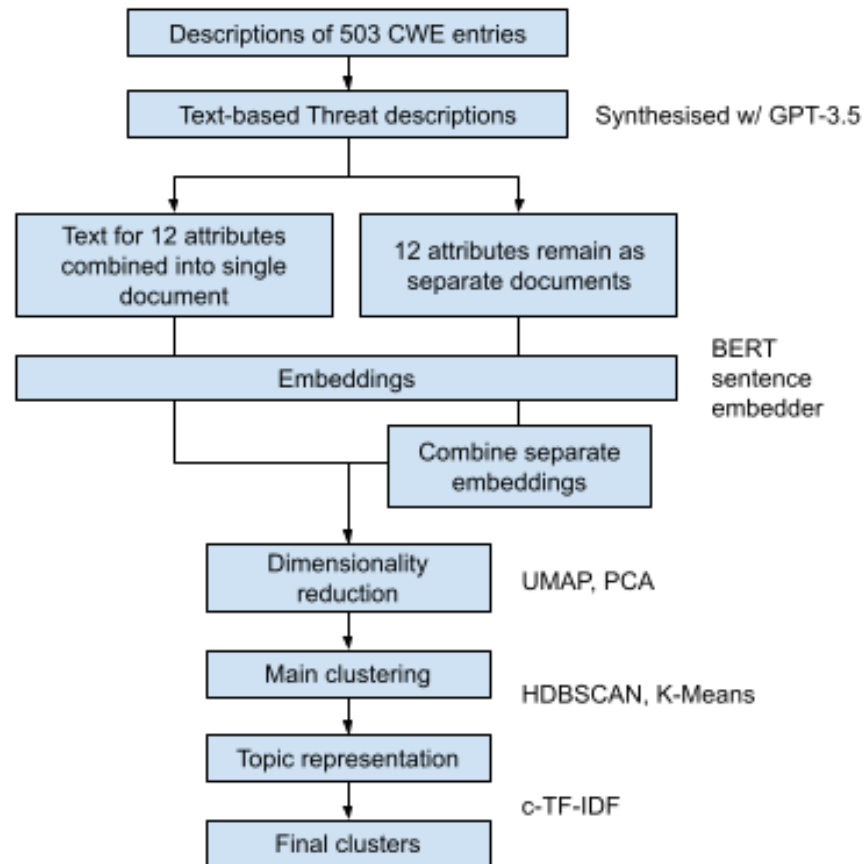 Descriptions of 503 CWE entries
Text-based Threat descriptions
Synthesised w/ GPT-3.5
Text for 12 attributes
combined into single
document
12 attributes remain as
separate documents
Embeddings
BERT
sentence
embedder
Combine separate
embeddings
Dimensionality
reduction
UMAP, PCA
Main clustering
HDBSCAN, K-Means
Topic representation
c-TF-IDF
Final clusters